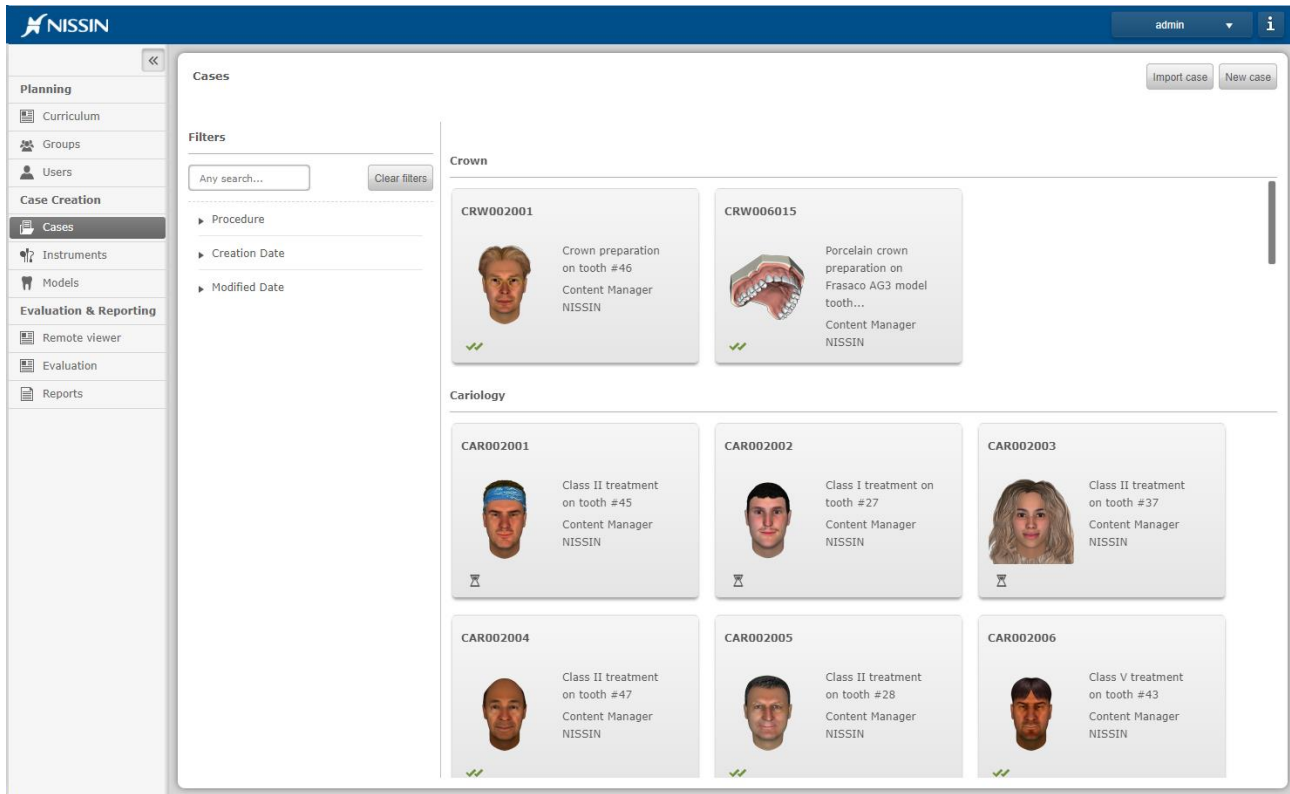 NISSIN
admin
i
Planning
Curriculum
Groups
Users
Case Creation
Cases
Instruments
Models
Evaluation & Reporting
Remote viewer
Evaluation
Reports
Cases
Import case
New case
Filters
Any search...
Clear filters
Procedure
Creation Date
Modified Date
Crown
CRW002001
Crown preparation
on tooth #46
Content Manager
NISSIN
CRW006015
Porcelain crown
preparation on
Frasaco AG3 model
tooth...
Content Manager
NISSIN
Cariology
CAR002001
Class II treatment
on tooth #45
Content Manager
NISSIN
CAR002002
Class I treatment on
tooth #27
Content Manager
NISSIN
CAR002003
Class II treatment
on tooth #37
Content Manager
NISSIN
CAR002004
Class II treatment
on tooth #47
Content Manager
NISSIN
CAR002005
Class II treatment
on tooth #28
Content Manager
NISSIN
CAR002006
Class V treatment
on tooth #43
Content Manager
NISSIN